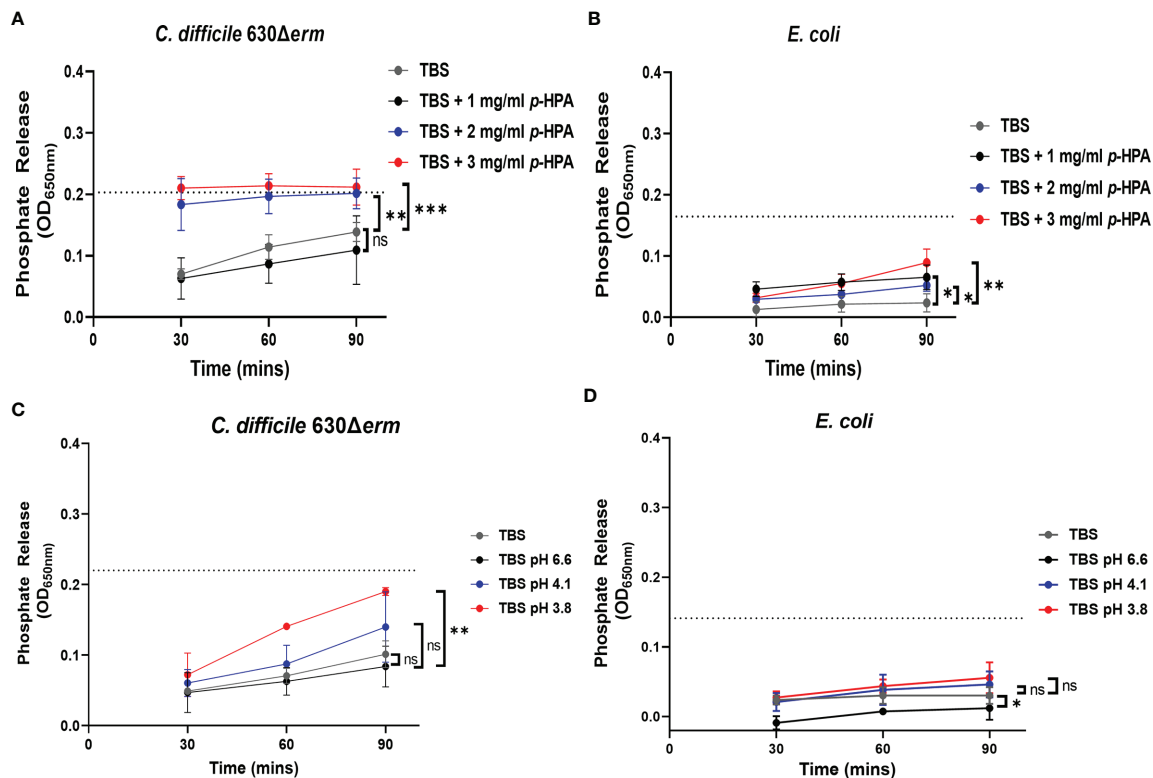 A
C. difficile 630Δerm
Phosphate Release
(OD650nm)
0.4
0.3
0.2
0.1
0.0
0
30
60
90
Time (mins)
TBS
TBS + 1 mg/ml p-HPA
TBS + 2 mg/ml p-HPA
TBS + 3 mg/ml p-HPA
**
***
ns
B
E. coli
Phosphate Release
(OD650nm)
0.4
0.3
0.2
0.1
0.0
0
30
60
90
Time (mins)
TBS
TBS + 1 mg/ml p-HPA
TBS + 2 mg/ml p-HPA
TBS + 3 mg/ml p-HPA
*
*
**
C
C. difficile 630Δerm
Phosphate Release
(OD650nm)
0.4
0.3
0.2
0.1
0.0
0
30
60
90
Time (mins)
TBS
TBS pH 6.6
TBS pH 4.1
TBS pH 3.8
ns
ns
**
D
E. coli
Phosphate Release
(OD650nm)
0.4
0.3
0.2
0.1
0.0
0
30
60
90
Time (mins)
TBS
TBS pH 6.6
TBS pH 4.1
TBS pH 3.8
ns
ns
*